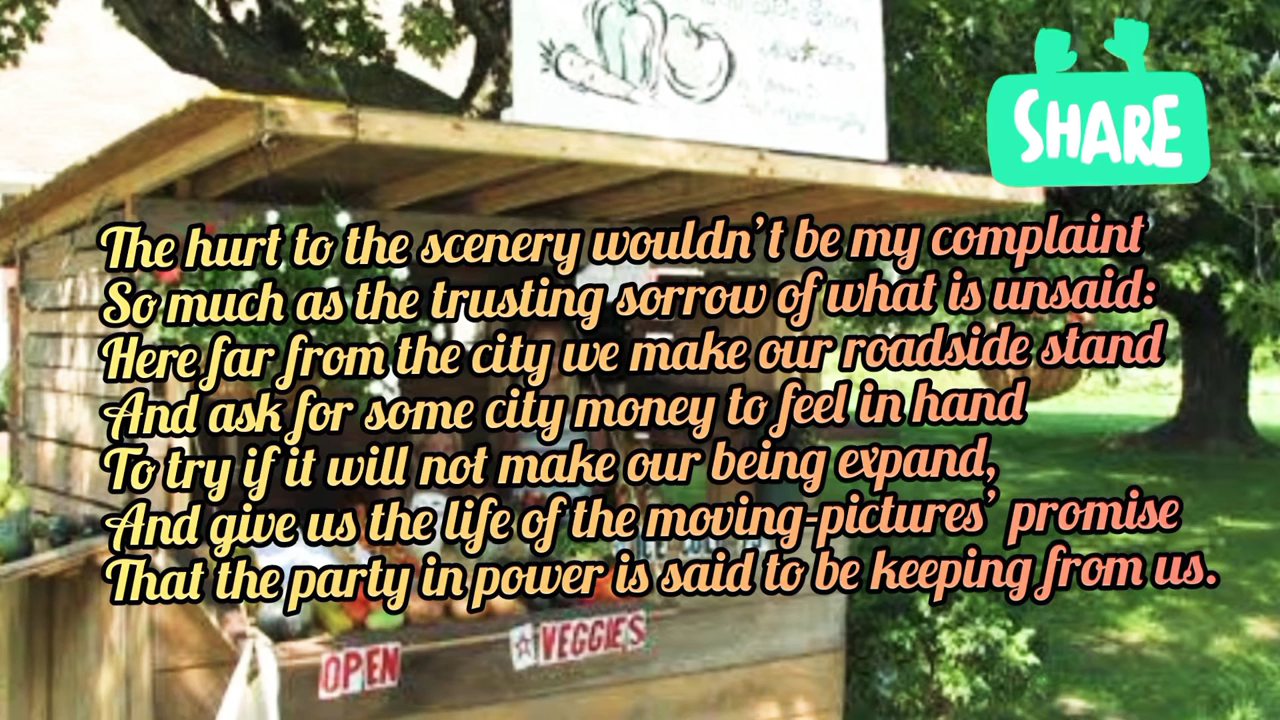 SHARE
The hurt to the scenery wouldn’t be my complaint
So much as the trusting sorrow of what is unsaid:
Here far from the city we make our roadside stand
And ask for some city money to feel in hand
To try if it will not make our being expand,
And give us the life of the moving-pictures’ promise
That the party in power is said to be keeping from us.
OPEN
VEGGIES